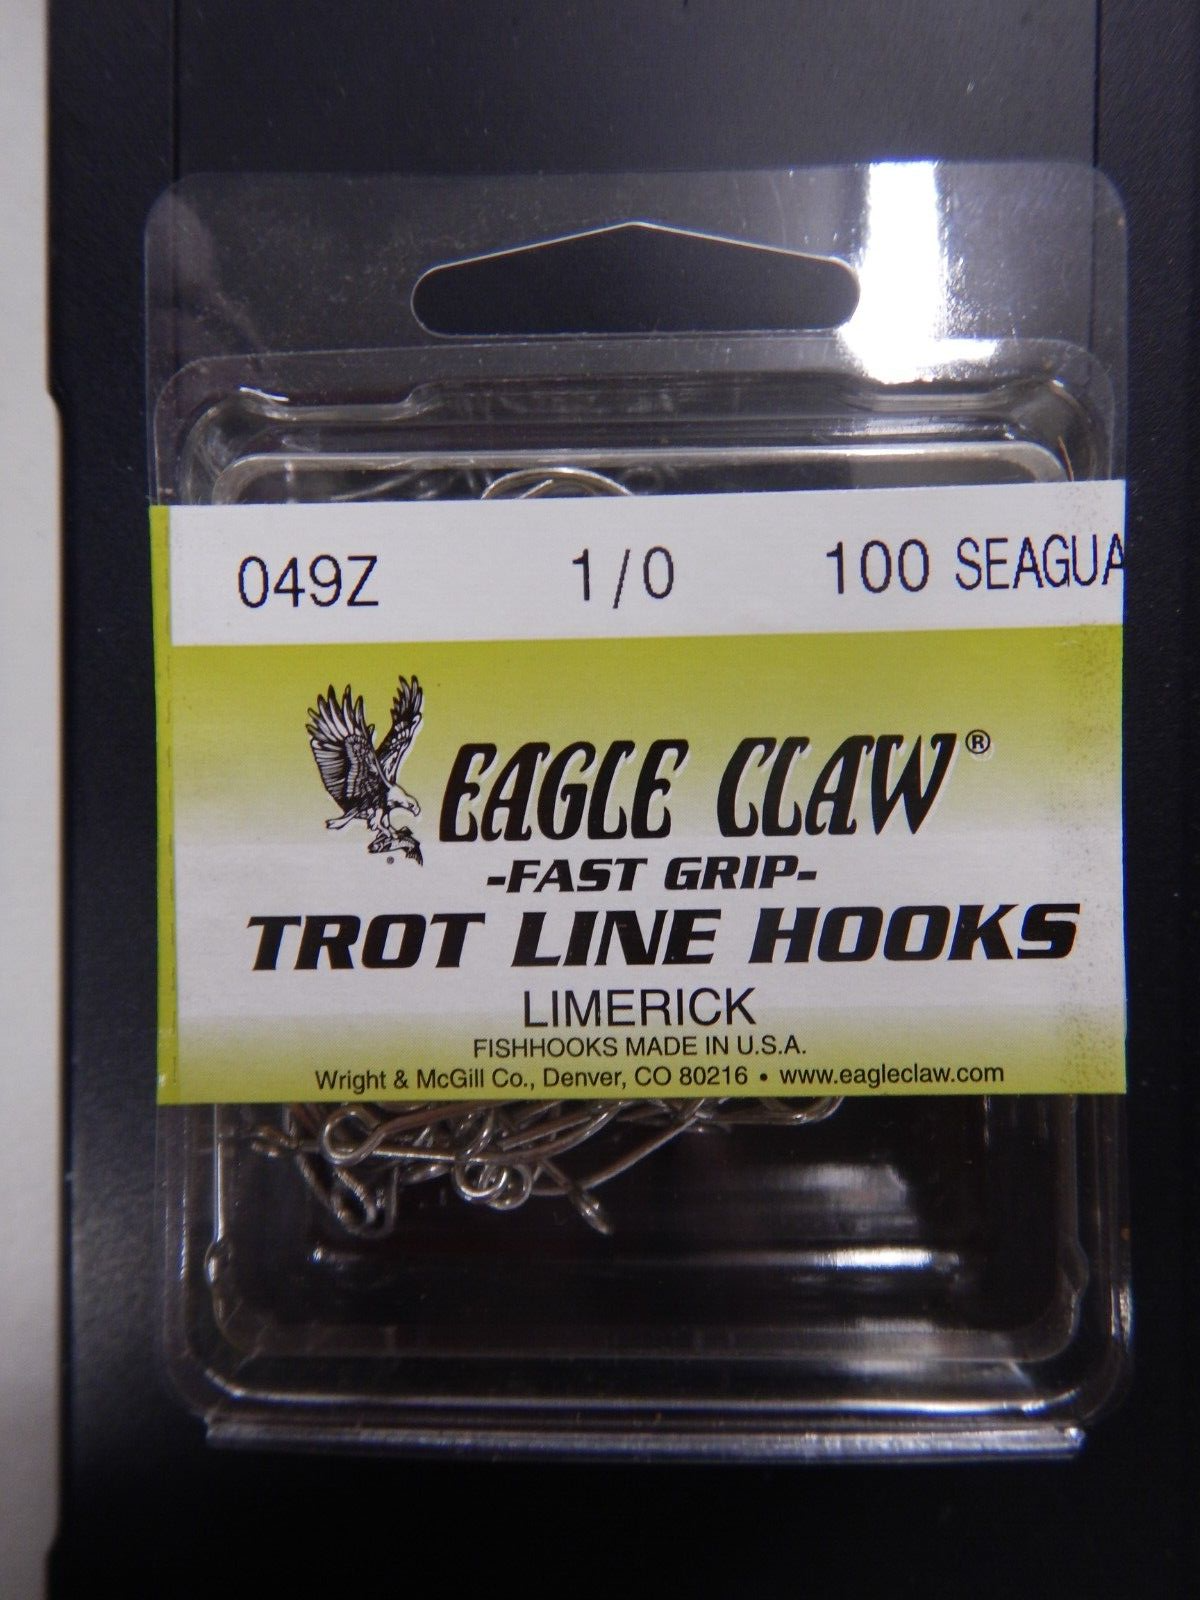 049Z 1/0 100 SEAGUA
EAGLE CLAW®
-FAST GRIP-
TROT LINE HOOKS
LIMERICK
FISHHOOKS MADE IN U.S.A.
Wright & McGill Co., Denver, CO 80216 • www.eagleclaw.com